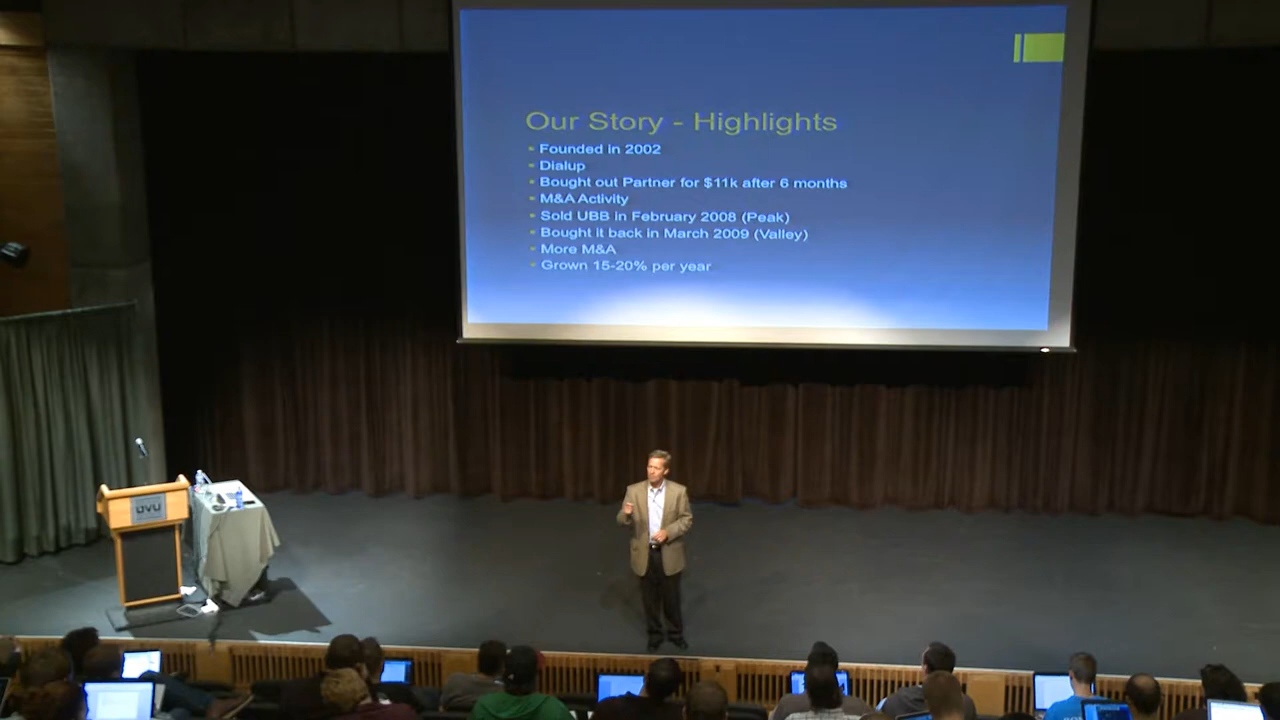 Our Story - Highlights
Founded in 2002
Dialup
Bought out Partner for $11k after 6 months
M&A Activity
Sold UBB in February 2008 (Peak)
Bought it back in March 2009 (Valley)
More M&A
Grown 15-20% per year
UVU